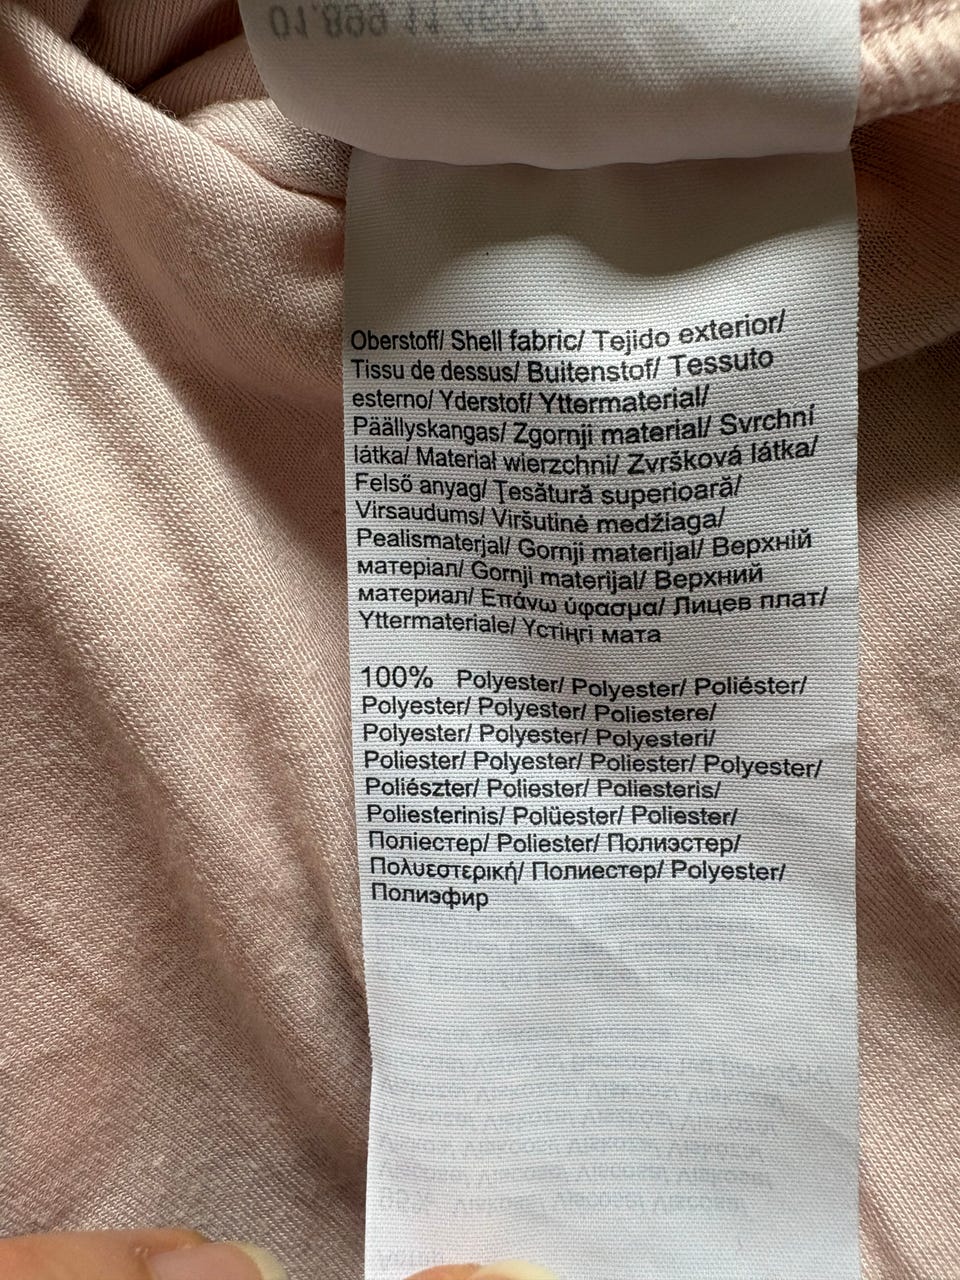 Oberstoff/ Shell fabric/ Tejido exterior/
Tissu de dessus/ Buitenstof/ Tessuto
esterno/ Yderstof/ Yttermaterial/
Päällyskangas/ Zgornji material/ Svrchní
látka/ Materiał wierzchni/ Zvršková látka/
Felső anyag/ Ţesătură superioară/
Virsaudums/ Viršutinė medžiaga/
Pealismaterjal/ Gornji materijal/ Верхній
матеріал/ Gornji materijal/ Верхний
материал/ Επάνω ύφασμα/ Лицев плат/
Yttermateriale/ Үстіңгі мата
100% Polyester/ Polyester/ Poliéster/
Polyester/ Polyester/ Poliestere/
Polyester/ Polyester/ Polyesteri/
Poliester/ Polyester/ Poliester/ Polyester/
Poliészter/ Poliester/ Poliesteris/
Poliesterinis/ Polüester/ Poliester/
Поліестер/ Poliester/ Полиэстер/
Πολυεστερική/ Полиестер/ Polyester/
Полиэфир